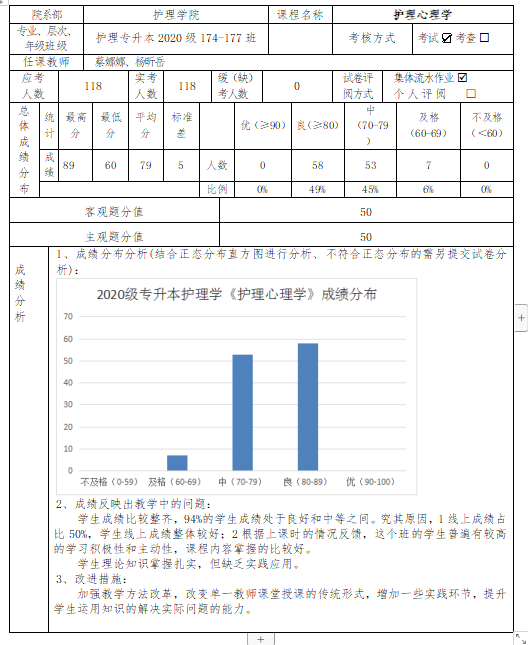 院系部 护理学院 课程名称 护理心理学
专业、层次、年级班级 护理专升本 2020 级 174-177 班 考核方式 考试☑考查☐
任课教师 蔡娜娜、杨昕岳
应考人数 118 实考人数 118 缓（缺）考人数 0 试卷评阅方式 集体流水作业☑
个人评阅 ☐
总体成绩分布 统计 最高分 最低分 平均分 标准差 优（≥90） 良(≥80) 中（70-79） 及格(60-69) 不及格（<60）
成绩 89 60 79 5 人数 0 58 53 7 0
比例 0% 49% 45% 6% 0%
客观题分值 50
主观题分值 50
成绩分析
1、成绩分布分析(结合正态分布直方图进行分析、不符合正态分布的需另提交试卷分
析)：
2020级专升本护理学《护理心理学》成绩分布
70
60
50
40
30
20
10
0
不及格（0-59） 及格（60-69） 中（70-79） 良（80-89） 优（90-100）
2、成绩反映出教学中的问题：
学生成绩比较整齐，94%的学生成绩处于良好和中等之间。究其原因，1 线上成绩占
比 50%，学生线上成绩整体较好；2 根据上课时的情况反馈，这个班的学生普遍有较
高的学习积极性和主动性，课程内容掌握的比较好。
学生理论知识掌握扎实，但缺乏实践应用。
3、改进措施：
加强教学方法改革，改变单一教师课堂授课的传统形式，增加一些实践环节，提升
学生运用知识的解决实际问题的能力。